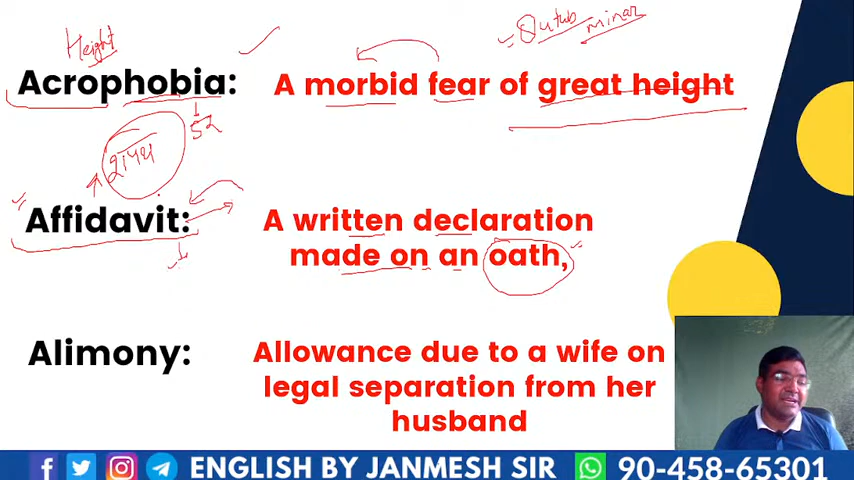 Height
Qutub minar
Acrophobia: A morbid fear of great height
52
Affidavit: A written declaration
made on an oath,
Alimony: Allowance due to a wife on
legal separation from her
husband
ENGLISH BY JANMESH SIR 90-458-65301